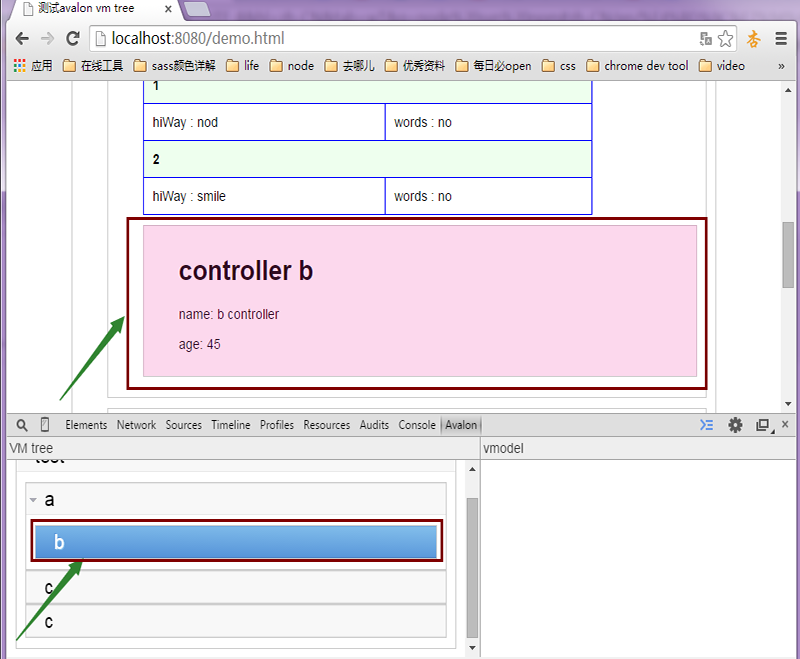 测试avalon vm tree
localhost:8080/demo.html
应用 在线工具 sass颜色详解 life node 去哪儿 优秀资料 每日必open css chrome dev tool video »
1
hiWay : nod words : no
2
hiWay : smile words : no
controller b
name: b controller
age: 45
Elements Network Sources Timeline Profiles Resources Audits Console Avalon
VM tree vmodel
test
a
b
c
c